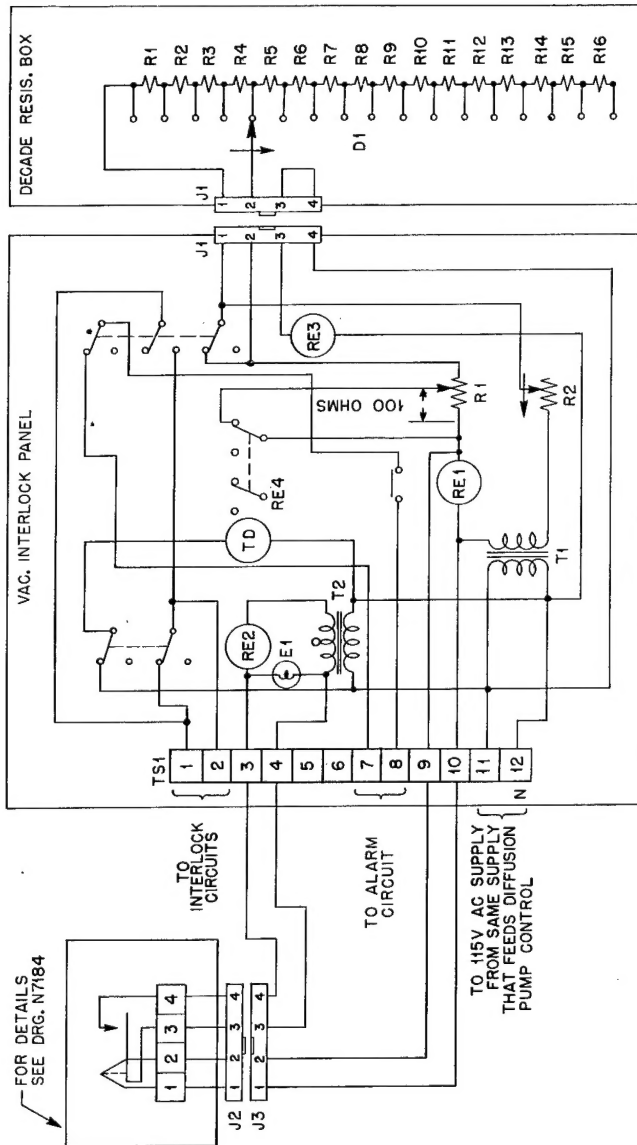 DECADE RESIS. BOX
R1
R2
R3
R4
R5
R6
R7
R8
R9
R10
R11
R12
R13
R14
R15
R16
D1
J1
1
2
3
4
VAC. INTERLOCK PANEL
J1
1
2
3
4
RE3
100 OHMS
R1
R2
RE4
RE1
TD
T1
T2
RE2
E1
TS1
1
2
3
4
5
6
7
8
9
10
11
12
N
TO
INTERLOCK
CIRCUITS
TO ALARM
CIRCUIT
TO 115V AC SUPPLY
FROM SAME SUPPLY
THAT FEEDS DIFFUSION
PUMP CONTROL
FOR DETAILS
SEE DRG. N7184
1
2
3
4
J2
1
2
3
4
J3
1
2
3
4